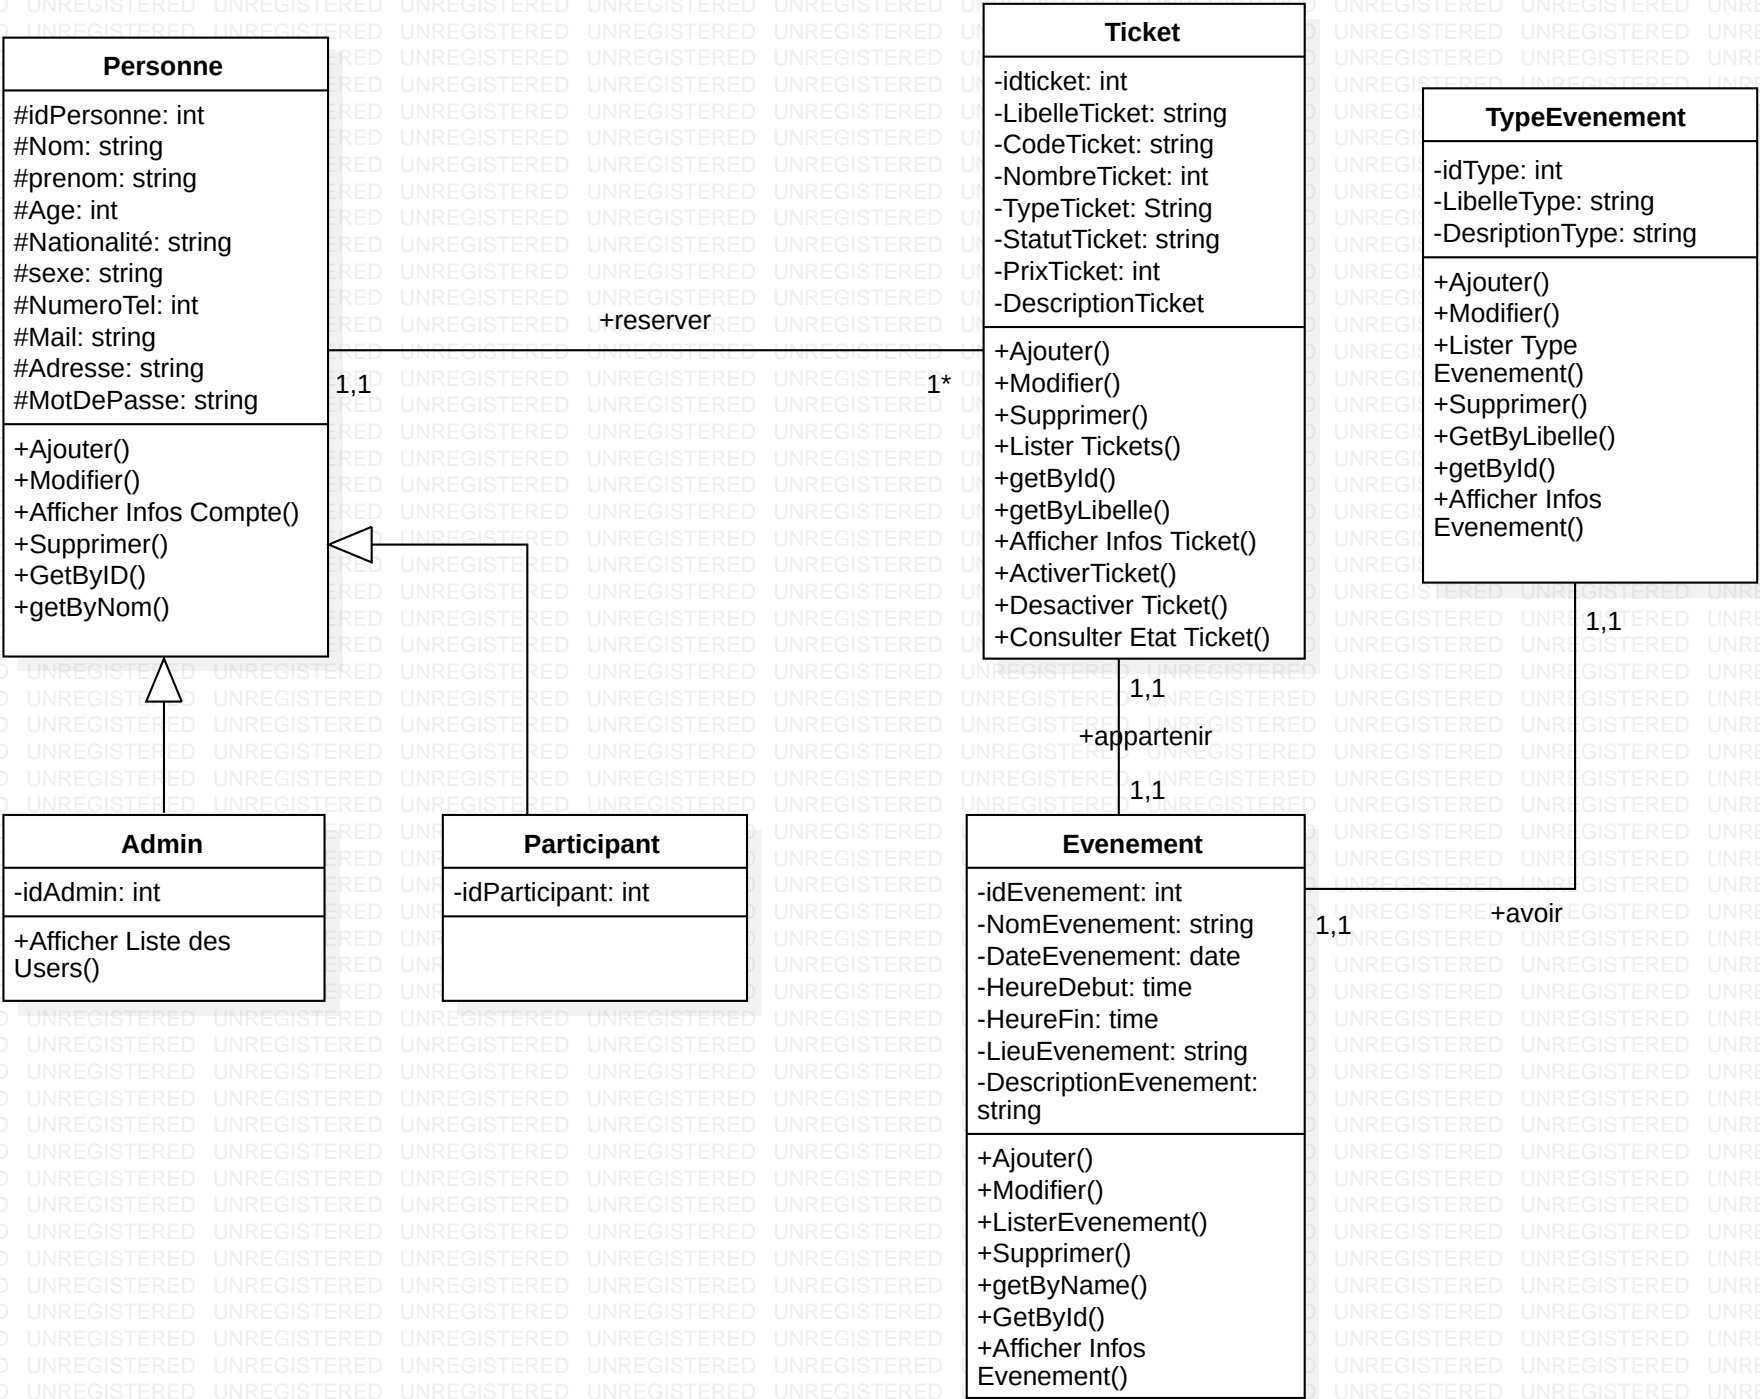 Personne
#idPersonne: int
#Nom: string
#prenom: string
#Age: int
#Nationalité: string
#sexe: string
#NumeroTel: int
#Mail: string
#Adresse: string
#MotDePasse: string
+Ajouter()
+Modifier()
+Afficher Infos Compte()
+Supprimer()
+GetByID()
+getByNom()
+reserver
1,1
1*
Ticket
-idticket: int
-LibelleTicket: string
-CodeTicket: string
-NombreTicket: int
-TypeTicket: String
-StatutTicket: string
-PrixTicket: int
-DescriptionTicket
+Ajouter()
+Modifier()
+Supprimer()
+Lister Tickets()
+getById()
+getByLibelle()
+Afficher Infos Ticket()
+ActiverTicket()
+Desactiver Ticket()
+Consulter Etat Ticket()
TypeEvenement
-idType: int
-LibelleType: string
-DesriptionType: string
+Ajouter()
+Modifier()
+Lister Type
Evenement()
+Supprimer()
+GetByLibelle()
+getById()
+Afficher Infos
Evenement()
1,1
1,1
+appartenir
1,1
Admin
-idAdmin: int
+Afficher Liste des
Users()
Participant
-idParticipant: int
Evenement
-idEvenement: int
-NomEvenement: string
-DateEvenement: date
-HeureDebut: time
-HeureFin: time
-LieuEvenement: string
-DescriptionEvenement:
string
+Ajouter()
+Modifier()
+ListerEvenement()
+Supprimer()
+getByName()
+GetById()
+Afficher Infos
Evenement()
+avoir
1,1
UNREGISTERED